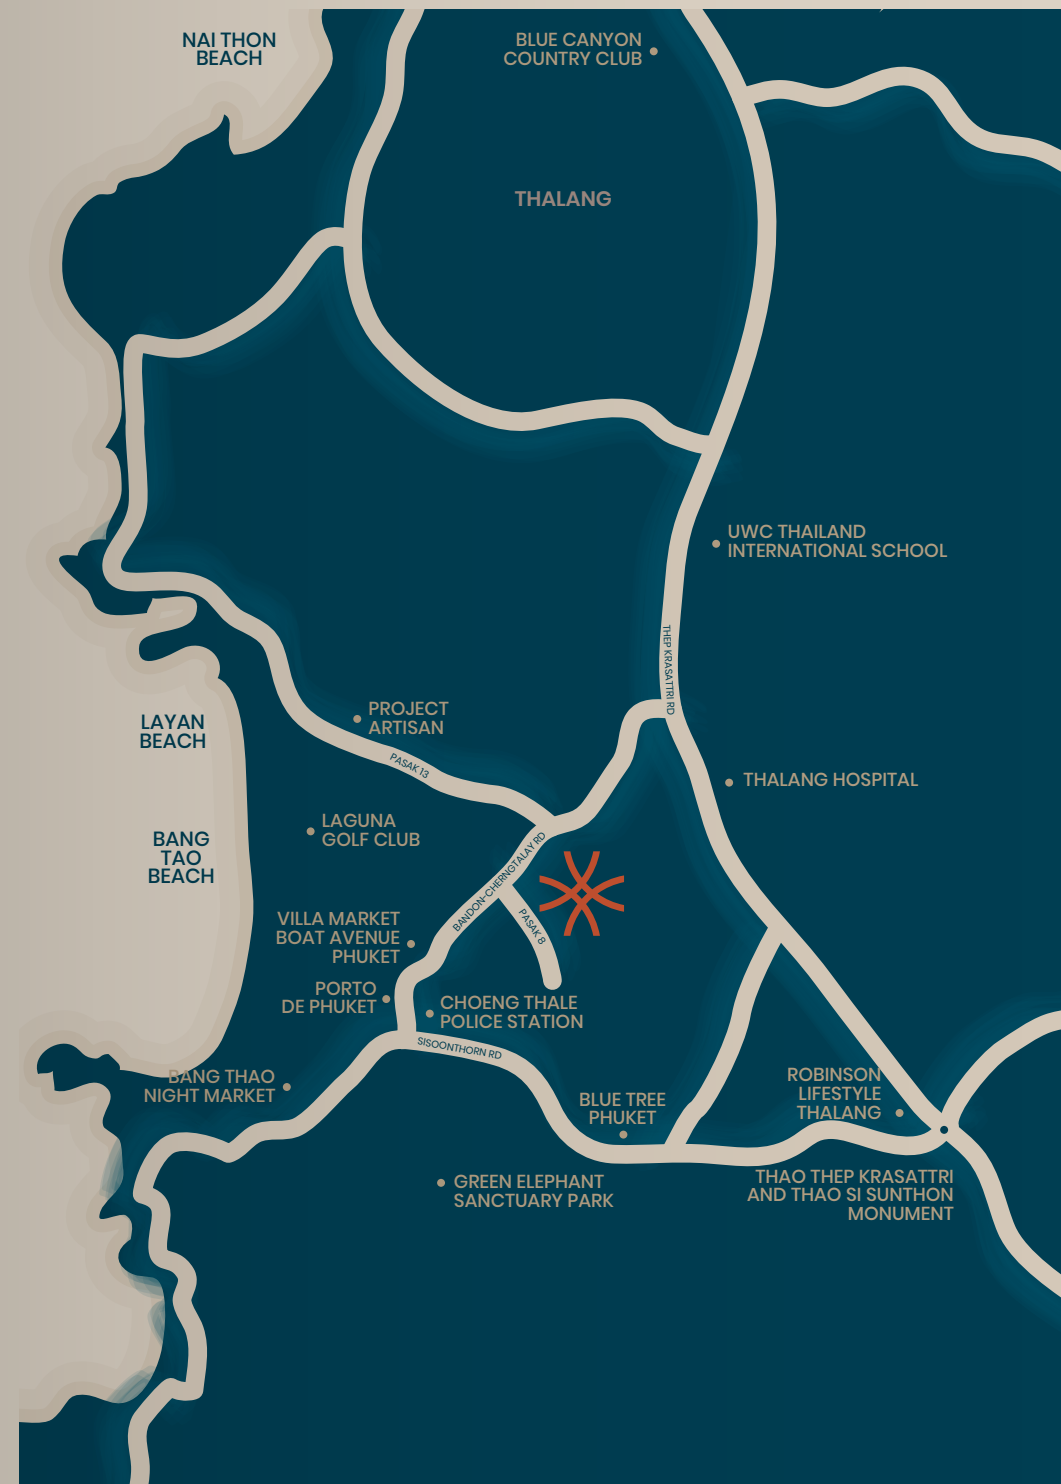 NAI THON
BEACH
BLUE CANYON
COUNTRY CLUB
THALANG
UWC THAILAND
INTERNATIONAL SCHOOL
THEP KRASATTRI RD
PROJECT
ARTISAN
LAYAN
BEACH
PASAK 13
THALANG HOSPITAL
LAGUNA
GOLF CLUB
BANG
TAO
BEACH
BANDON-CHERNGTALAY RD
PASAK 8
VILLA MARKET
BOAT AVENUE
PHUKET
PORTO
DE PHUKET
CHOENG THALE
POLICE STATION
SISOONTHORN RD
BANG THAO
NIGHT MARKET
BLUE TREE
PHUKET
ROBINSON
LIFESTYLE
THALANG
GREEN ELEPHANT
SANCTUARY PARK
THAO THEP KRASATTRI
AND THAO SI SUNTHON
MONUMENT